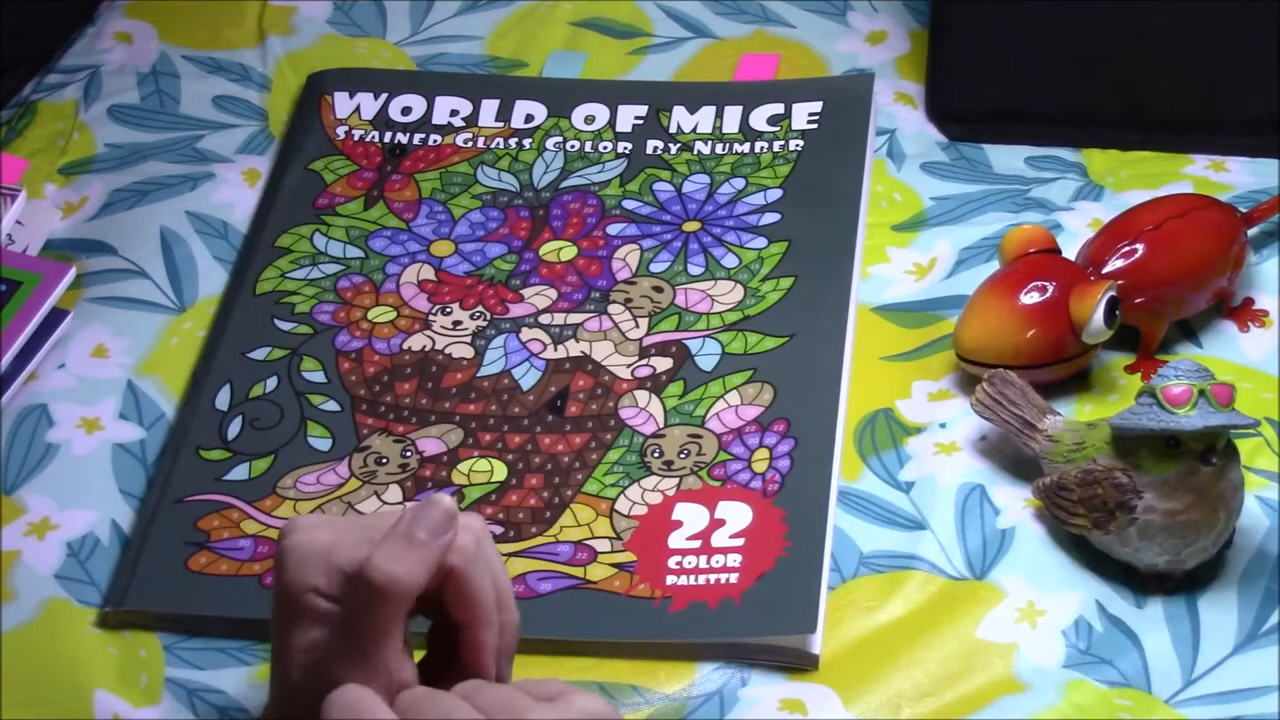 WORLD OF MICE
STAINED GLASS COLOR BY NUMBER
22
COLOR
PALETTE